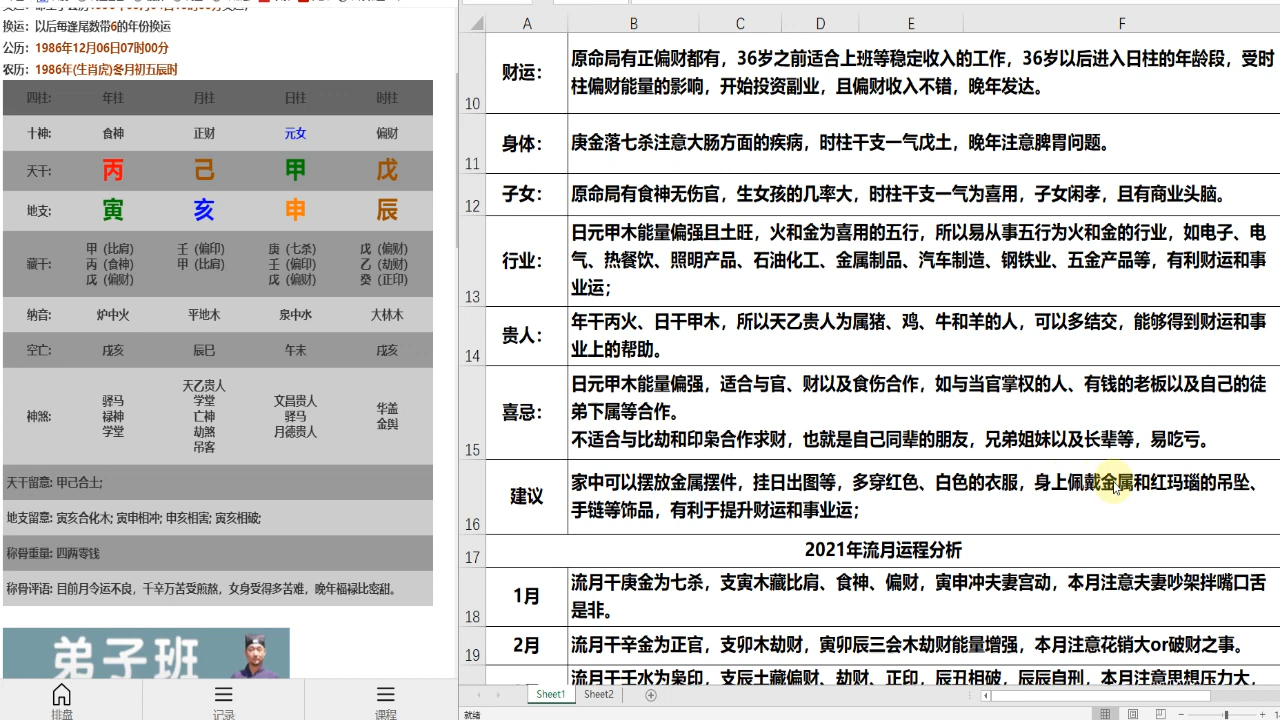 换运: 以后每逢尾数带6的年份换运
公历: 1986年12月06日07时00分
农历: 1986年(生肖虎)冬月初五辰时
四柱: 年柱 月柱 日柱 时柱
十神: 食神 正财 元女 偏财
天干: 丙 己 甲 戊
地支: 寅 亥 申 辰
藏干: 甲 (比肩) 丙 (食神) 戊 (偏财) 壬 (偏印) 甲 (比肩) 庚 (七杀) 壬 (偏印) 戊 (偏财) 戊 (偏财) 乙 (劫财) 癸 (正印)
纳音: 炉中火 平地木 泉中水 大林木
空亡: 戌亥 辰巳 午未 戌亥
神煞: 驿马 禄神 学堂 天乙贵人 学堂 亡神 劫煞 吊客 文昌贵人 驿马 月德贵人 华盖 金舆
天干留意: 甲己合土;
地支留意: 寅亥合化木; 寅申相冲; 申亥相害; 寅亥相破;
称骨重量: 四两零钱
称骨评语: 目前月令运不良，千辛万苦受煎熬，女身受得多苦难，晚年福禄比密甜。
弟子班
排盘 记录 课程
A B C D E F
10 财运： 原命局有正偏财都有，36岁之前适合上班等稳定收入的工作，36岁以后进入日柱的年龄段，受时
柱偏财能量的影响，开始投资副业，且偏财收入不错，晚年发达。
11 身体： 庚金落七杀注意大肠方面的疾病，时柱干支一气戊土，晚年注意脾胃问题。
12 子女： 原命局有食神无伤官，生女孩的几率大，时柱干支一气为喜用，子女闲孝，且有商业头脑。
13 行业： 日元甲木能量偏强且土旺，火和金为喜用的五行，所以易从事五行为火和金的行业，如电子、电
气、热餐饮、照明产品、石油化工、金属制品、汽车制造、钢铁业、五金产品等，有利财运和事
业运；
14 贵人： 年干丙火、日干甲木，所以天乙贵人为属猪、鸡、牛和羊的人，可以多结交，能够得到财运和事
业上的帮助。
15 喜忌： 日元甲木能量偏强，适合与官、财以及食伤合作，如与当官掌权的人、有钱的老板以及自己的徒
弟下属等合作。
不适合与比劫和印枭合作求财，也就是自己同辈的朋友，兄弟姐妹以及长辈等，易吃亏。
16 建议 家中可以摆放金属摆件，挂日出图等，多穿红色、白色的衣服，身上佩戴金属和红玛瑙的吊坠、
手链等饰品，有利于提升财运和事业运；
17 2021年流月运程分析
18 1月 流月干庚金为七杀，支寅木藏比肩、食神、偏财，寅申冲夫妻宫动，本月注意夫妻吵架拌嘴口舌
是非。
19 2月 流月干辛金为正官，支卯木劫财，寅卯辰三会木劫财能量增强，本月注意花销大or破财之事。
流月干壬水为枭印，支辰土藏偏财、劫财、正印，辰丑相破，辰辰自刑，本月注意思想压力大，
Sheet1 Sheet2
就绪